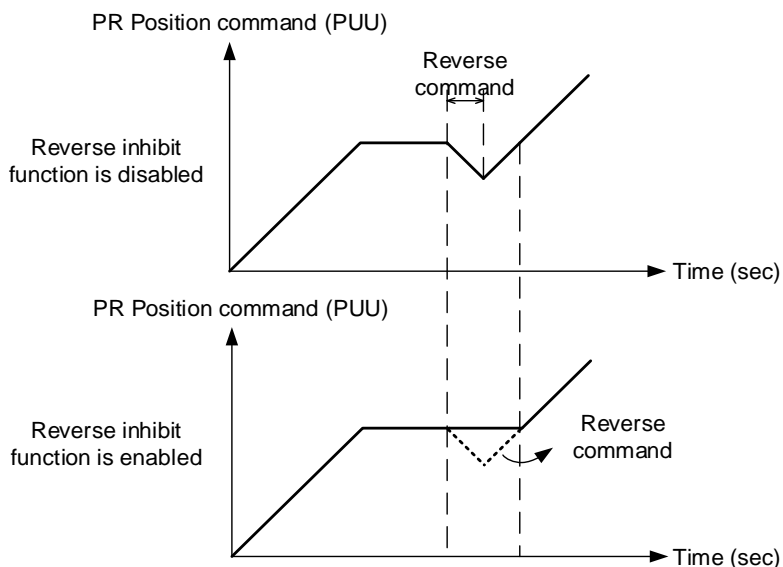 PR Position command (PUU)
Reverse
command
Reverse inhibit
function is disabled
Time (sec)
PR Position command (PUU)
Reverse inhibit
function is enabled
Reverse
command
Time (sec)